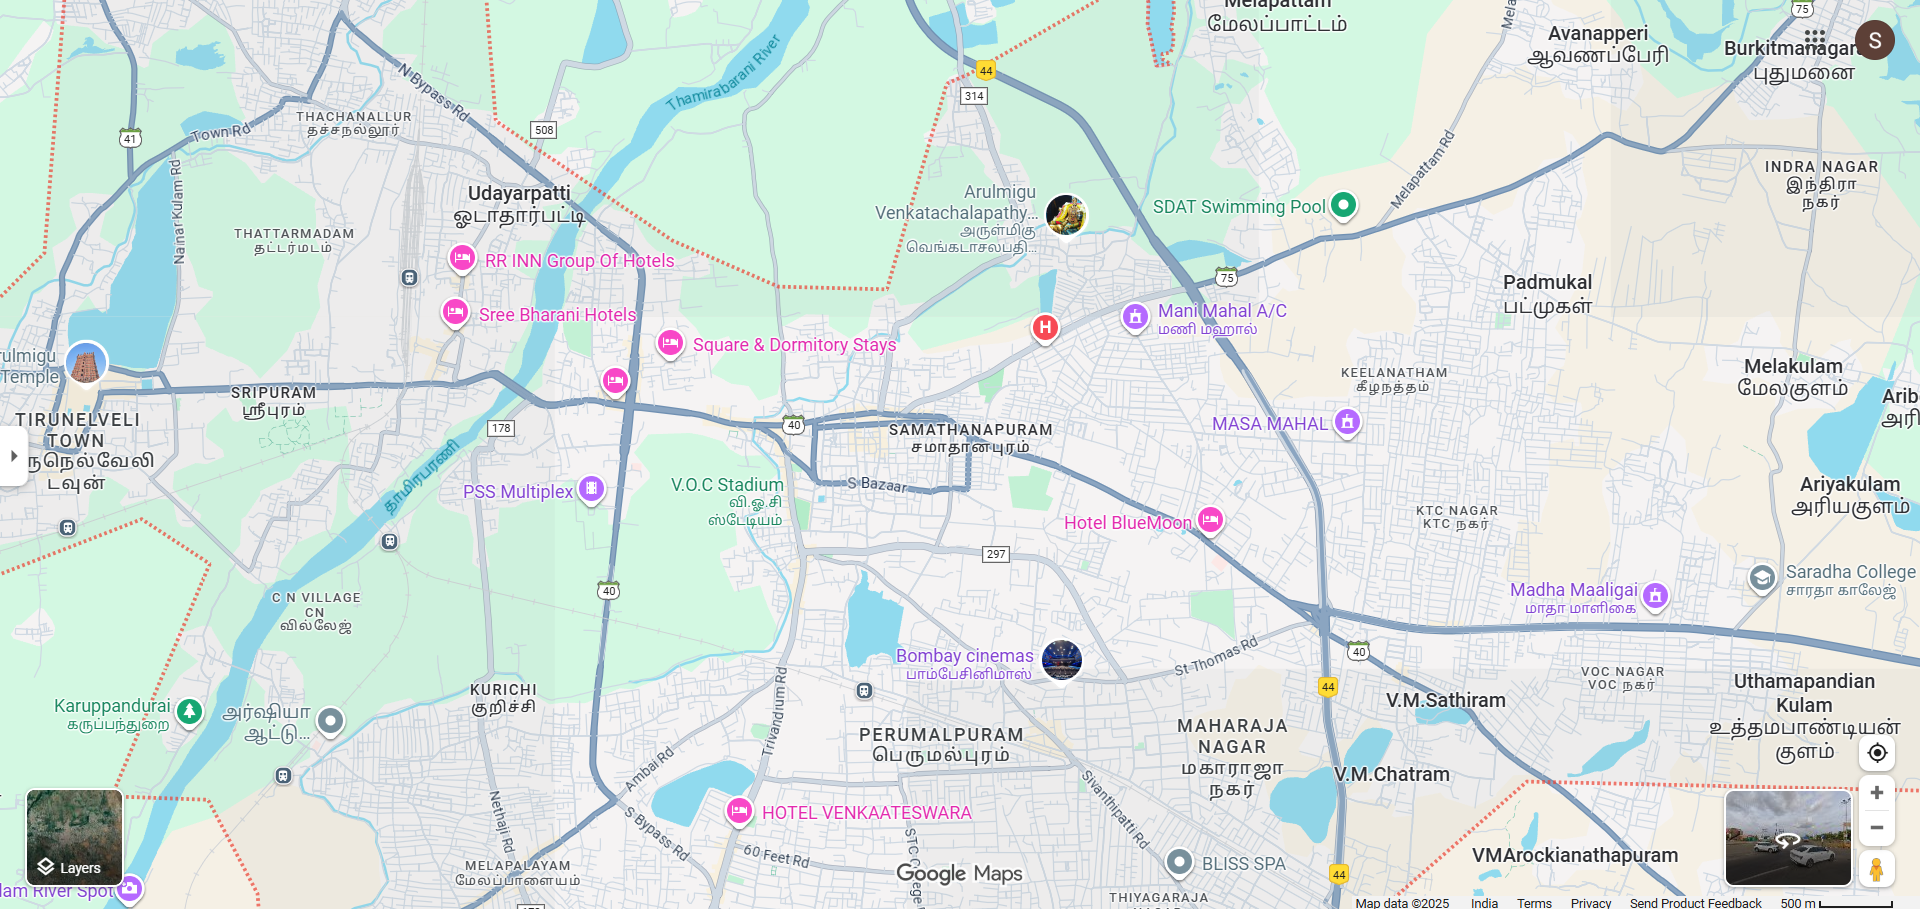 Melapattam
மேலப்பாட்டம்
75
Avanapperi
ஆவணப்பேரி
S
Burkitmanagara
புதுமனை
N Bypass Rd
Thamirabarani River
44
314
THACHANALLUR
தச்சநல்லூர்
508
41
Town Rd
Nainar Kulam Rd
Melapattam Rd
INDRA NAGAR
இந்திரா
நகர்
Udayarpatti
ஓடாதார்பட்டி
Arulmigu
Venkatachalapathy...
அருள்மிகு
வெங்கடாசலபதி...
SDAT Swimming Pool
THATTARMADAM
தட்டர்மடம்
RR INN Group Of Hotels
75
Padmukal
பட்முகள்
Sree Bharani Hotels
Mani Mahal A/C
மணி மஹால்
H
Square & Dormitory Stays
Temple
Melakulam
மேலகுளம்
KEELANATHAM
கீழநத்தம்
SRIPURAM
ஸ்ரீபுரம்
TIRUNELVELI
TOWN
டவுன்
178
40
SAMATHANAPURAM
சமாதானபுரம்
MASA MAHAL
தாமிரபரணி
PSS Multiplex
V.O.C Stadium
வி.ஓ.சி
ஸ்டேடியம்
S Bazaar
Hotel BlueMoon
KTC NAGAR
KTC நகர்
Ariyakulam
அரியகுளம்
297
40
C N VILLAGE
CN
வில்லேஜ்
Madha Maaligai
மாதா மாளிகை
Saradha College
சாரதா காலேஜ்
Bombay cinemas
பாம்பேசினிமாஸ்
St Thomas Rd
40
44
VOC NAGAR
VOC நகர்
Uthamapandian
Kulam
உத்தமபாண்டியன்
குளம்
V.M.Sathiram
KURICHI
குறிச்சி
Karuppandurai
கருப்பந்துறை
அர்ஷியா
ஆட்டு...
Trivandrum Rd
PERUMALPURAM
பெருமல்புரம்
MAHARAJA
NAGAR
மகாராஜா
நகர்
V.M.Chatram
Ambai Rd
Sivanthipatti Rd
HOTEL VENKAATESWARA
Nethaji Rd
S Bypass Rd
STC College
60 Feet Rd
MELAPALAYAM
மேலப்பாளையம்
Google Maps
BLISS SPA
VMArockianathapuram
44
Layers
River Spot
THIYAGARAJA
Map data ©2025 India Terms Privacy Send Product Feedback 500 m